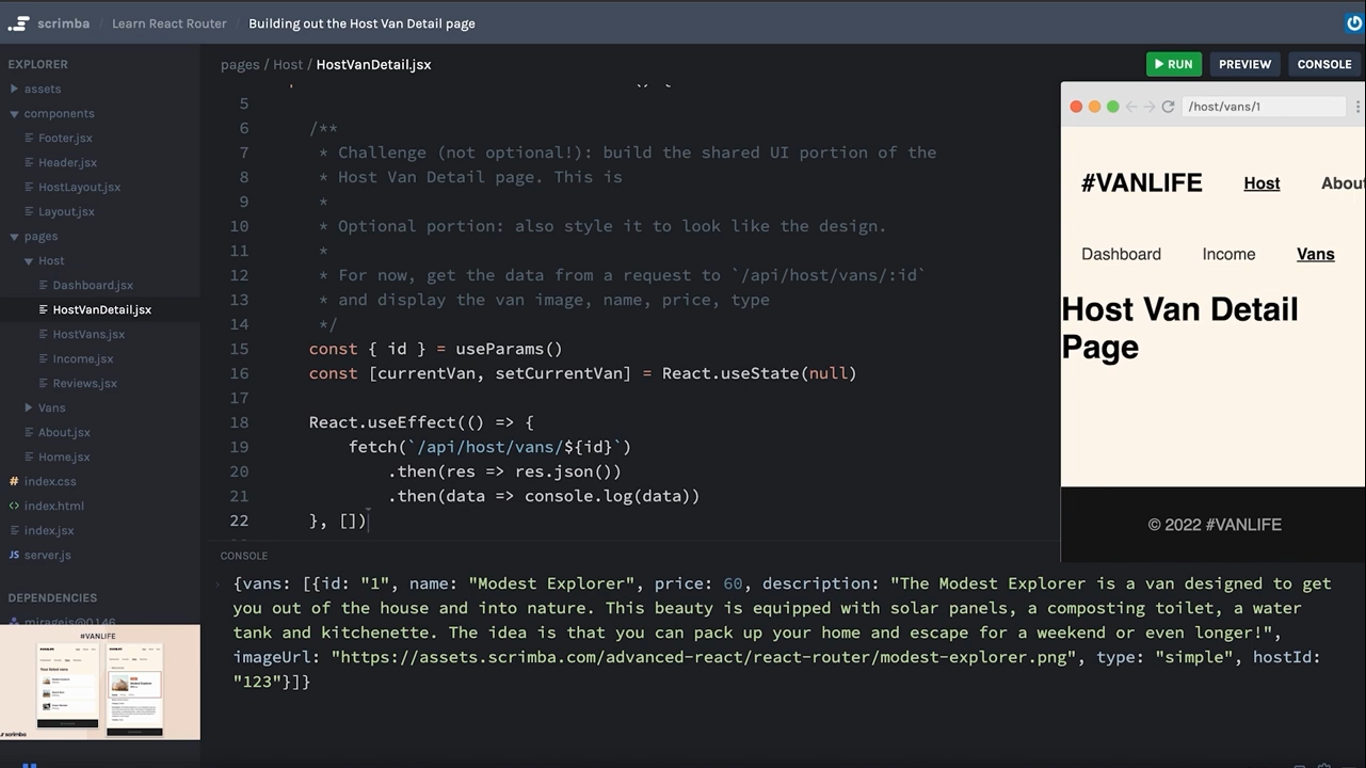 scrimba / Learn React Router / Building out the Host Van Detail page
EXPLORER
assets
components
Footer.jsx
Header.jsx
HostLayout.jsx
Layout.jsx
pages
Host
Dashboard.jsx
HostVanDetail.jsx
HostVans.jsx
Income.jsx
Reviews.jsx
Vans
About.jsx
Home.jsx
# index.css
<> index.html
index.jsx
JS server.js
DEPENDENCIES
miragejs@0.1.46
#VANLIFE
scrimba
pages / Host / HostVanDetail.jsx
RUN
PREVIEW
CONSOLE
() {
5
6 /**
7 * Challenge (not optional!): build the shared UI portion of the
8 * Host Van Detail page. This is
9 *
10 * Optional portion: also style it to look like the design.
11 *
12 * For now, get the data from a request to `/api/host/vans/:id`
13 * and display the van image, name, price, type
14 */
15 const { id } = useParams()
16 const [currentVan, setCurrentVan] = React.useState(null)
17
18 React.useEffect(() => {
19 fetch(`/api/host/vans/${id}`)
20 .then(res => res.json())
21 .then(data => console.log(data))
22 }, [])
/host/vans/1
#VANLIFE Host Abou
Dashboard Income Vans
Host Van Detail
Page
© 2022 #VANLIFE
CONSOLE
{vans: [{id: "1", name: "Modest Explorer", price: 60, description: "The Modest Explorer is a van designed to get
you out of the house and into nature. This beauty is equipped with solar panels, a composting toilet, a water
tank and kitchenette. The idea is that you can pack up your home and escape for a weekend or even longer!",
imageUrl: "https://assets.scrimba.com/advanced-react/react-router/modest-explorer.png", type: "simple", hostId:
"123"}]}